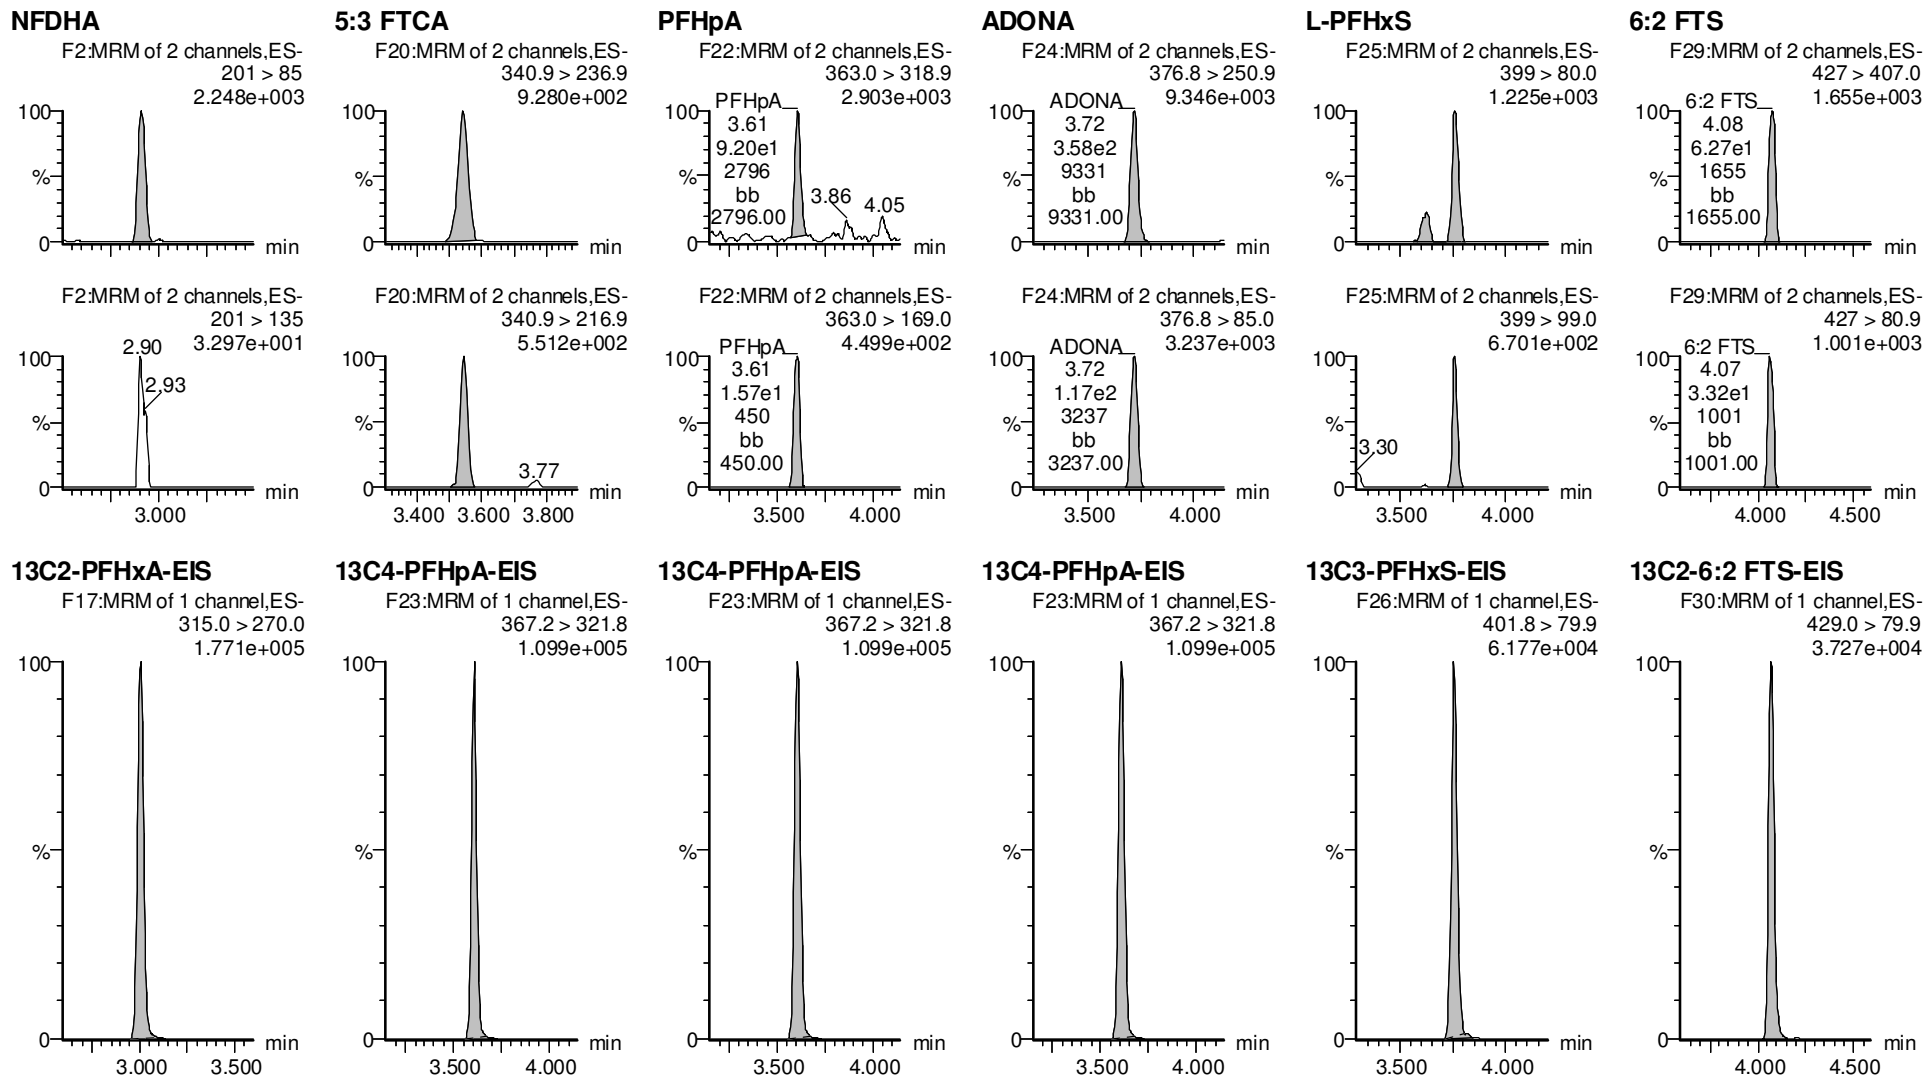 NFDHA
F2:MRM of 2 channels,ES-
201 > 85
2.248e+003
100
%
0
min
F2:MRM of 2 channels,ES-
201 > 135
3.297e+001
2.90
2.93
100
%
0
min
3.000
5:3 FTCA
F20:MRM of 2 channels,ES-
340.9 > 236.9
9.280e+002
100
%
0
min
F20:MRM of 2 channels,ES-
340.9 > 216.9
5.512e+002
100
%
3.77
0
min
3.400 3.600 3.800
PFHpA
F22:MRM of 2 channels,ES-
363.0 > 318.9
2.903e+003
PFHpA
3.61
9.20e1
2796
bb
2796.00
3.86
4.05
100
%
0
min
F22:MRM of 2 channels,ES-
363.0 > 169.0
4.499e+002
PFHpA
3.61
1.57e1
450
bb
450.00
100
%
0
min
3.500 4.000
ADONA
F24:MRM of 2 channels,ES-
376.8 > 250.9
9.346e+003
ADONA
3.72
3.58e2
9331
bb
9331.00
100
%
0
min
F24:MRM of 2 channels,ES-
376.8 > 85.0
3.237e+003
ADONA
3.72
1.17e2
3237
bb
3237.00
100
%
0
min
3.500 4.000
L-PFHxS
F25:MRM of 2 channels,ES-
399 > 80.0
1.225e+003
100
%
0
min
F25:MRM of 2 channels,ES-
399 > 99.0
6.701e+002
100
%
3.30
0
min
3.500 4.000
6:2 FTS
F29:MRM of 2 channels,ES-
427 > 407.0
1.655e+003
6:2 FTS
4.08
6.27e1
1655
bb
1655.00
100
%
0
min
F29:MRM of 2 channels,ES-
427 > 80.9
1.001e+003
6:2 FTS
4.07
3.32e1
1001
bb
1001.00
100
%
0
min
4.000 4.500
13C2-PFHxA-EIS
F17:MRM of 1 channel,ES-
315.0 > 270.0
1.771e+005
100
%
0
min
3.000 3.500
13C4-PFHpA-EIS
F23:MRM of 1 channel,ES-
367.2 > 321.8
1.099e+005
100
%
0
min
3.500 4.000
13C4-PFHpA-EIS
F23:MRM of 1 channel,ES-
367.2 > 321.8
1.099e+005
100
%
0
min
3.500 4.000
13C4-PFHpA-EIS
F23:MRM of 1 channel,ES-
367.2 > 321.8
1.099e+005
100
%
0
min
3.500 4.000
13C3-PFHxS-EIS
F26:MRM of 1 channel,ES-
401.8 > 79.9
6.177e+004
100
%
0
min
3.500 4.000
13C2-6:2 FTS-EIS
F30:MRM of 1 channel,ES-
429.0 > 79.9
3.727e+004
100
%
0
min
4.000 4.500